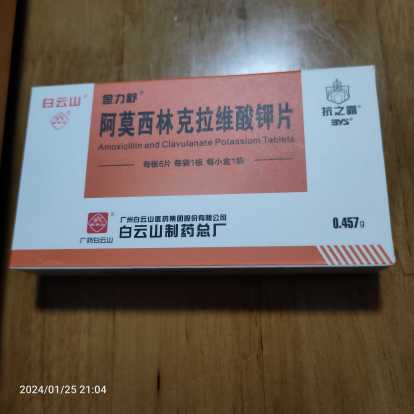 白云山®
金力舒®
抗之霸®
阿莫西林克拉维酸钾片
Amoxicillin and Clavulanate Potassium Tablets
每板6片 每袋1板 每小盒1袋
广药白云山
广州白云山医药集团股份有限公司
白云山制药总厂
0.457g
2024/01/25 21:04